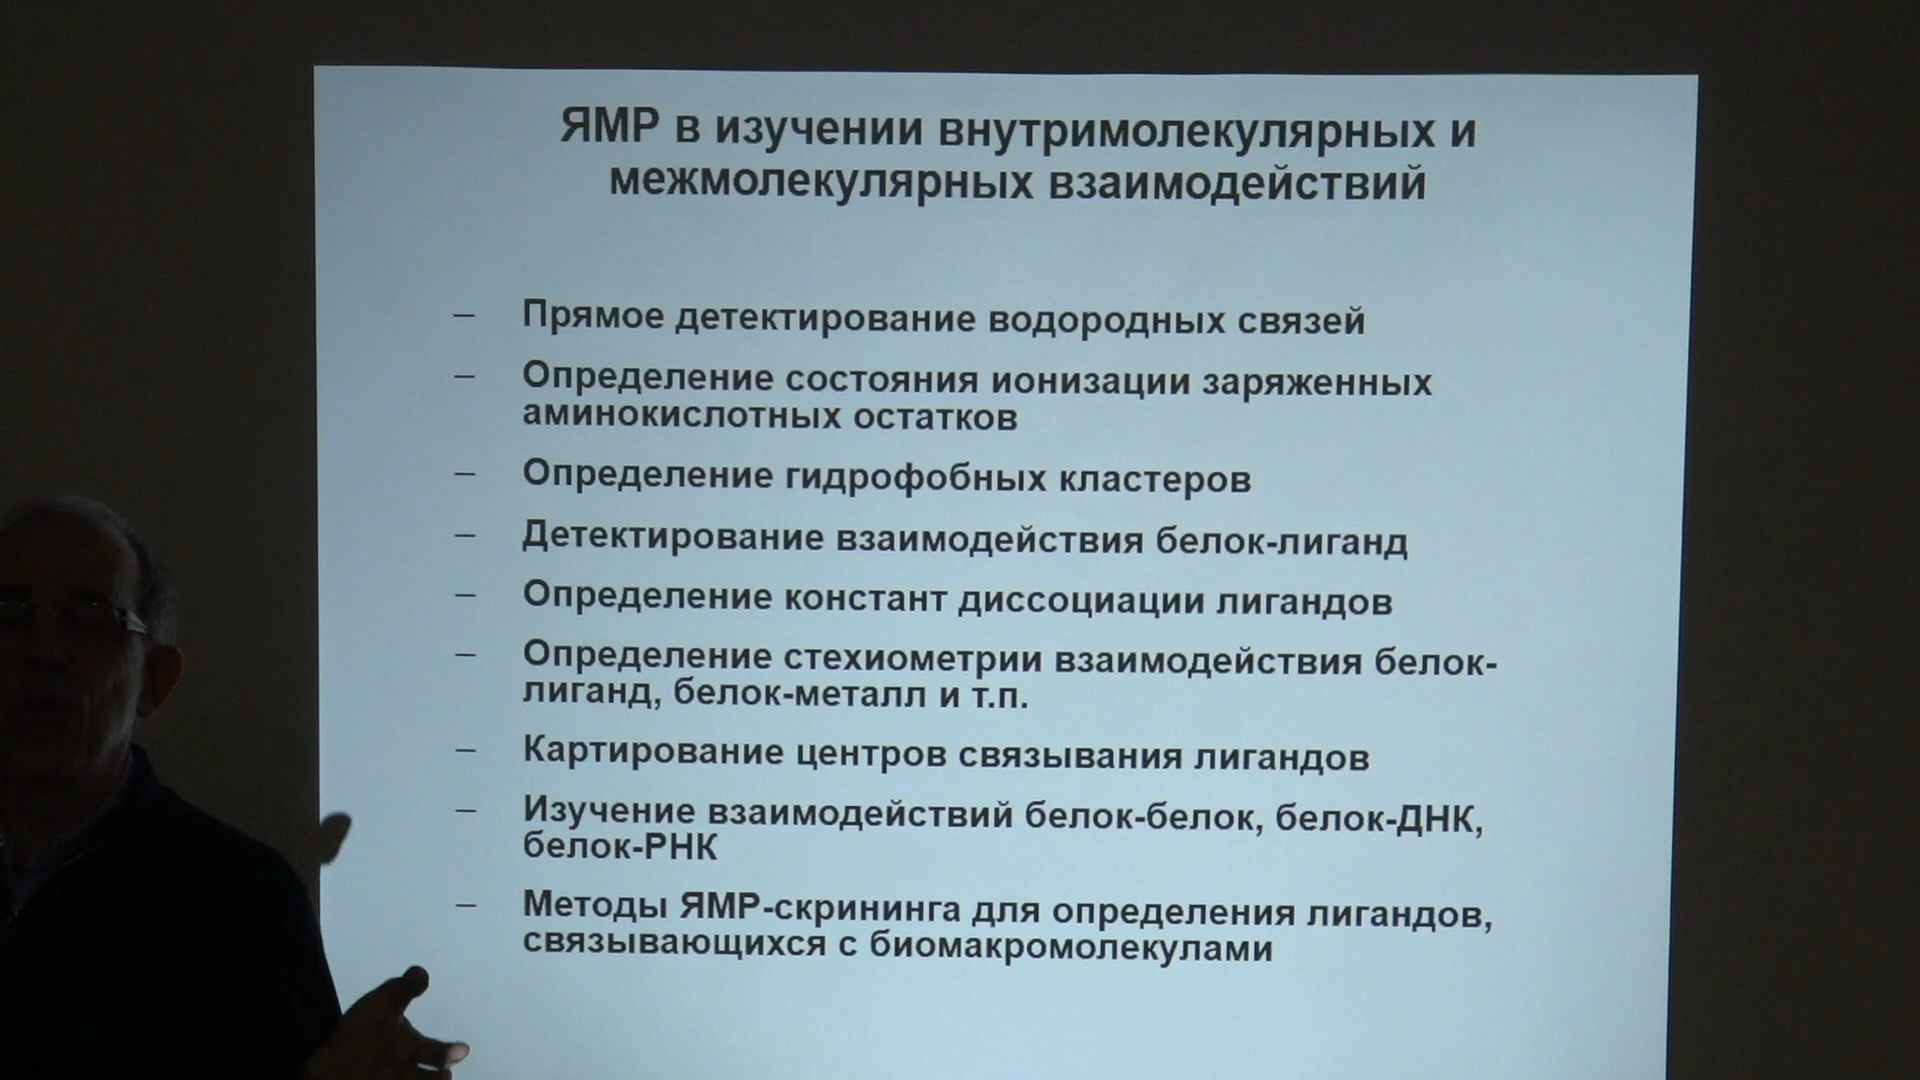 ЯМР в изучении внутримолекулярных и
межмолекулярных взаимодействий
– Прямое детектирование водородных связей
– Определение состояния ионизации заряженных
аминокислотных остатков
– Определение гидрофобных кластеров
– Детектирование взаимодействия белок-лиганд
– Определение констант диссоциации лигандов
– Определение стехиометрии взаимодействия белок-
лиганд, белок-металл и т.п.
– Картирование центров связывания лигандов
– Изучение взаимодействий белок-белок, белок-ДНК,
белок-РНК
– Методы ЯМР-скрининга для определения лигандов,
связывающихся с биомакромолекулами